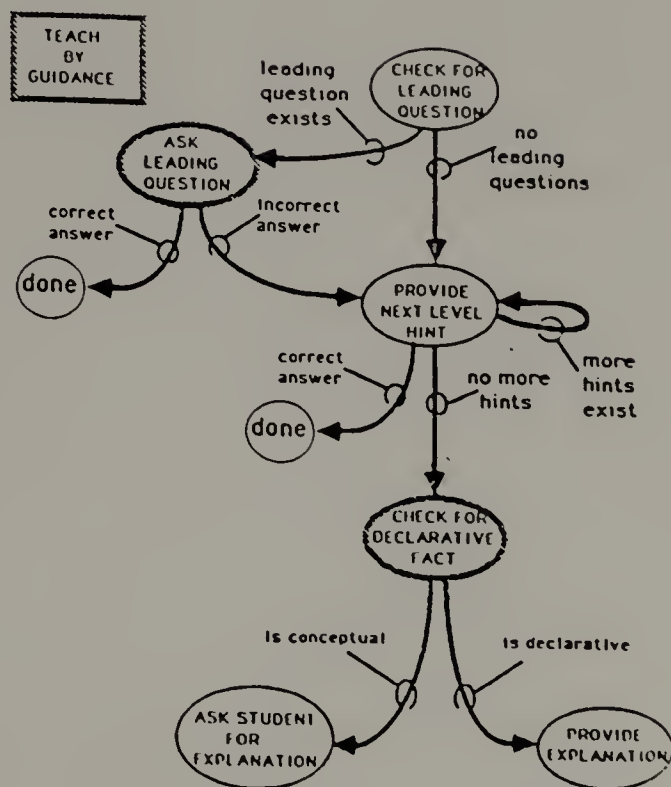 TEACH
BY
GUIDANCE
leading
question
exists
CHECK FOR
LEADING
QUESTION
no
leading
questions
ASK
LEADING
QUESTION
correct
answer
incorrect
answer
done
PROVIDE
NEXT LEVEL
HINT
more
hints
exist
correct
answer
no more
hints
done
CHECK FOR
DECLARATIVE
FACT
is conceptual
is declarative
ASK STUDENT
FOR
EXPLANATION
PROVIDE
EXPLANATION